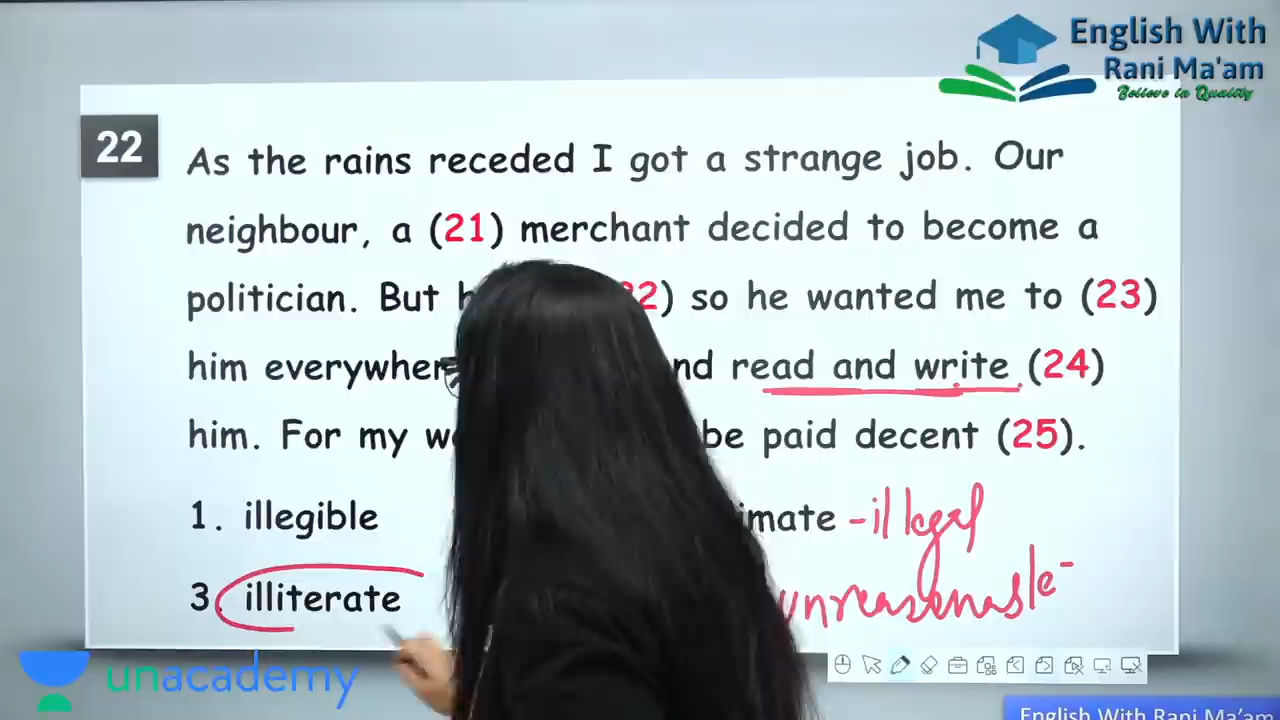 English With
Rani Ma'am
Believe in Quality
22
As the rains receded I got a strange job. Our
neighbour, a (21) merchant decided to become a
politician. But so he wanted me to (23)
him everywher nd read and write (24)
him. For my be paid decent (25).
1. illegible imate - illegal
3. illiterate unreasonable -
unacademy
English With Rani Ma'am